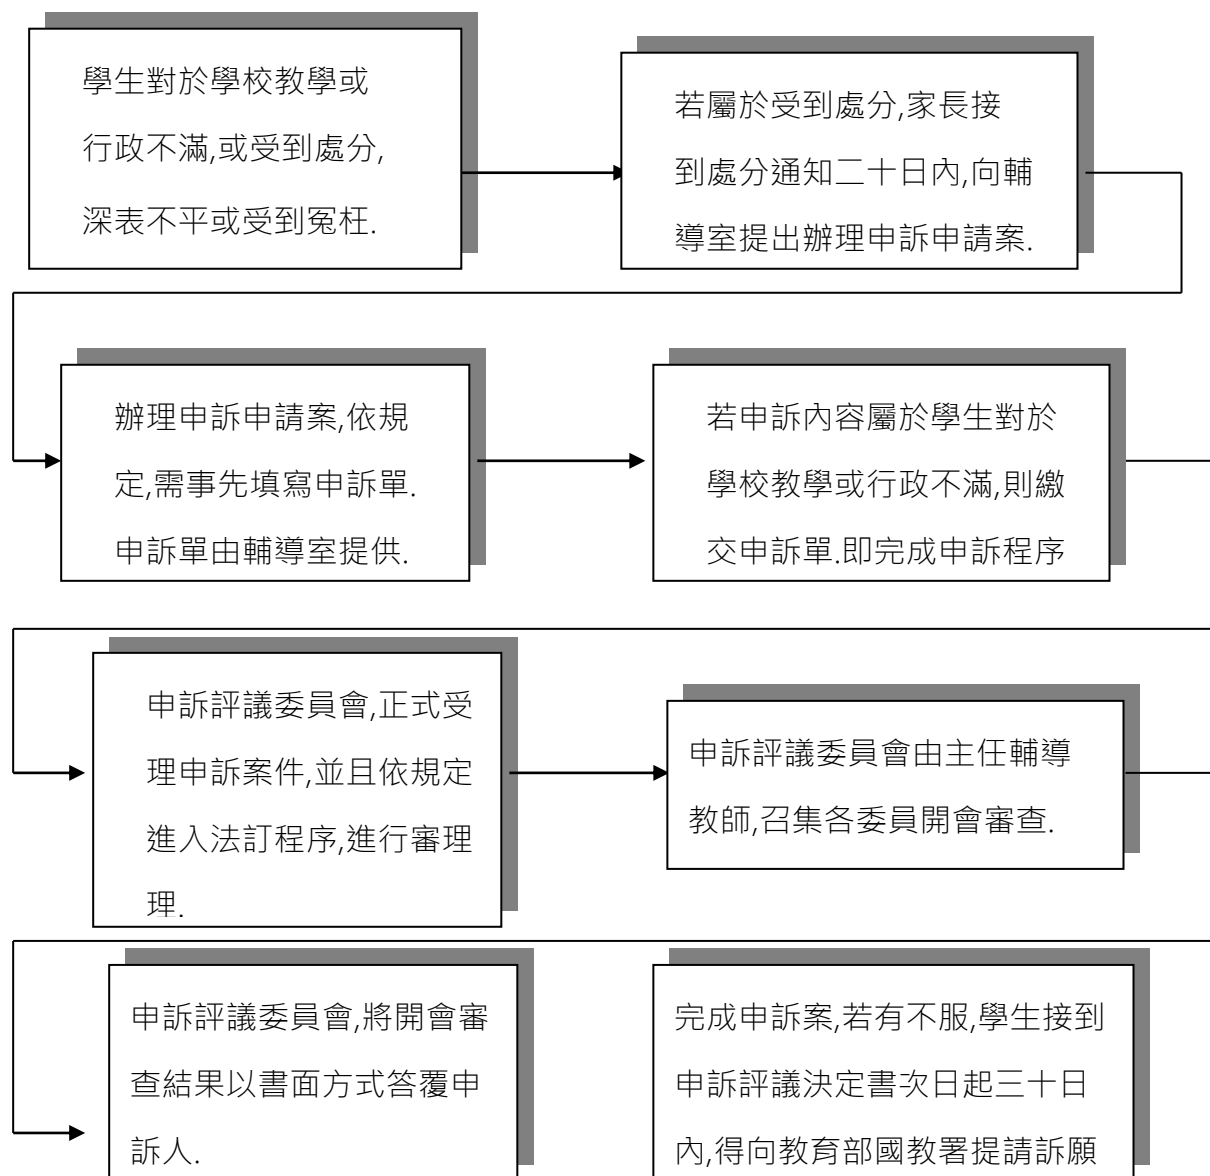 學生對於學校教學或
行政不滿,或受到處分,
深表不平或受到冤枉.
若屬於受到處分,家長接
到處分通知二十日內,向輔
導室提出辦理申訴申請案.
辦理申訴申請案,依規
定,需事先填寫申訴單.
申訴單由輔導室提供.
若申訴內容屬於學生對於
學校教學或行政不滿,則繳
交申訴單.即完成申訴程序
申訴評議委員會,正式受
理申訴案件,並且依規定
進入法訂程序,進行審理
理.
申訴評議委員會由主任輔導
教師,召集各委員開會審查.
申訴評議委員會,將開會審
查結果以書面方式答覆申
訴人.
完成申訴案,若有不服,學生接到
申訴評議決定書次日起三十日
內,得向教育部國教署提請訴願